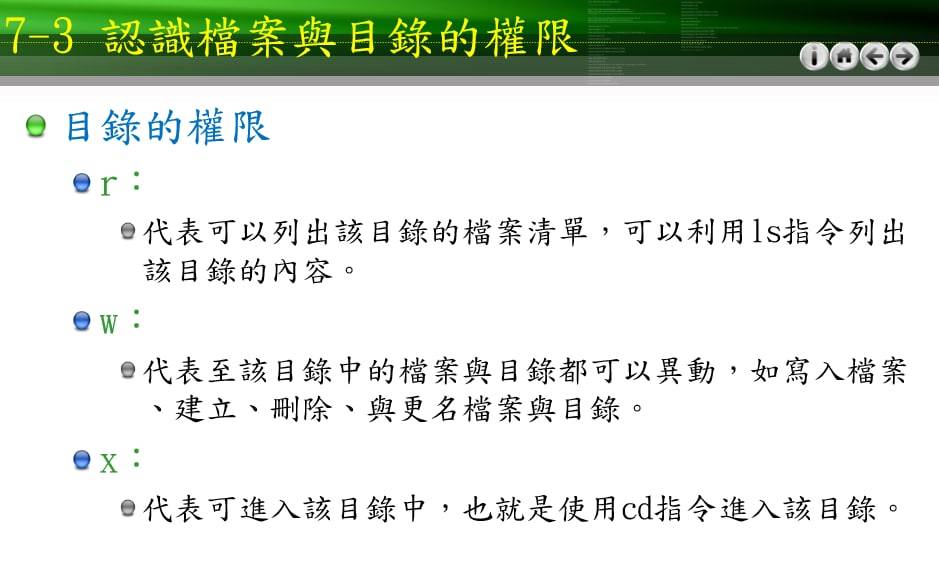 7-3 認識檔案與目錄的權限
目錄的權限
r：
代表可以列出該目錄的檔案清單，可以利用ls指令列出
該目錄的內容。
w：
代表至該目錄中的檔案與目錄都可以異動，如寫入檔案
、建立、刪除、與更名檔案與目錄。
x：
代表可進入該目錄中，也就是使用cd指令進入該目錄。